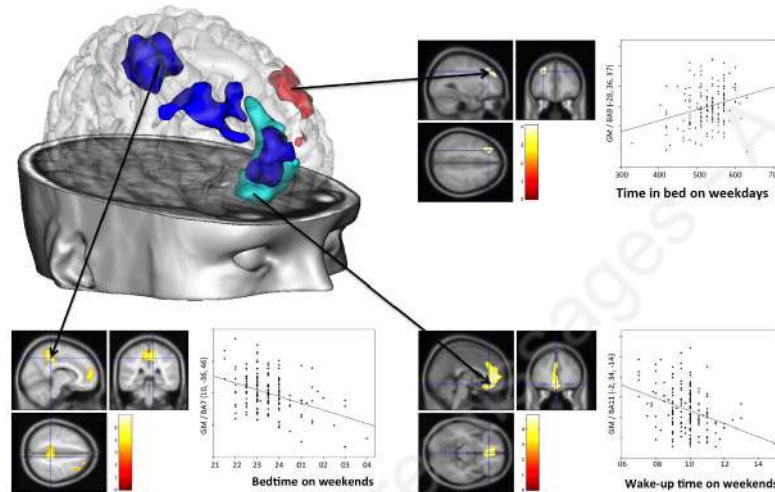 GM / BA9 (-28, 36, 37)
300 400 500 600
Time in bed on weekdays
GM / BA7 (10, -35, 46)
21 22 23 24 01 02 03 04
Bedtime on weekends
GM / BA11 (-2, 34, -14)
06 08 10 12 14
Wake-up time on weekends